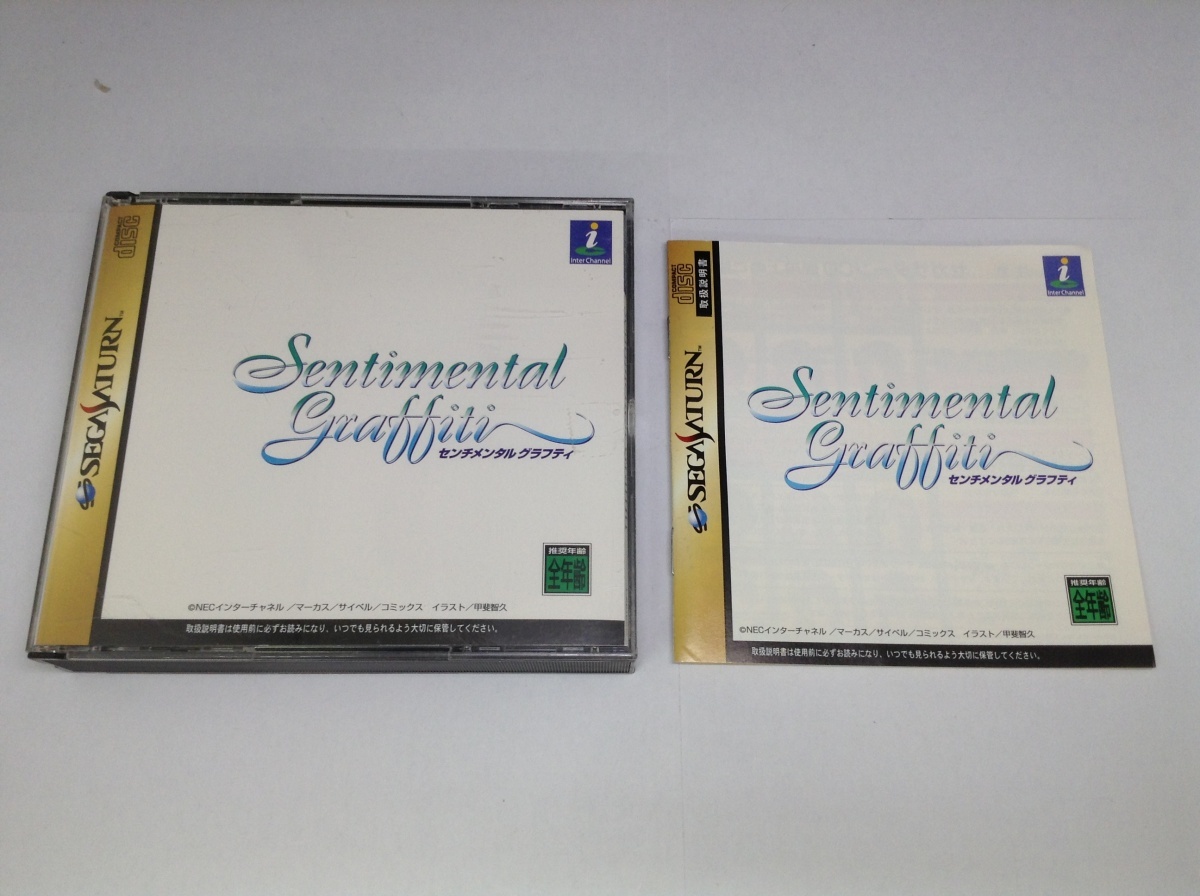 COMPACT
disc
SEGA SATURN™
i
Inter Channel
Sentimental
Graffiti
センチメンタル グラフティ
推奨年齢
全年齢
©NECインターチャネル ／マーカス／サイベル／コミックス イラスト／甲斐智久
取扱説明書は使用前に必ずお読みになり、いつでも見られるよう大切に保管してください。
COMPACT
disc
取扱説明書
SEGA SATURN™
i
Inter Channel
Sentimental
Graffiti
センチメンタル グラフティ
推奨年齢
全年齢
©NECインターチャネル ／マーカス／サイベル／コミックス イラスト／甲斐智久
取扱説明書は使用前に必ずお読みになり、いつでも見られるよう大切に保管してください。